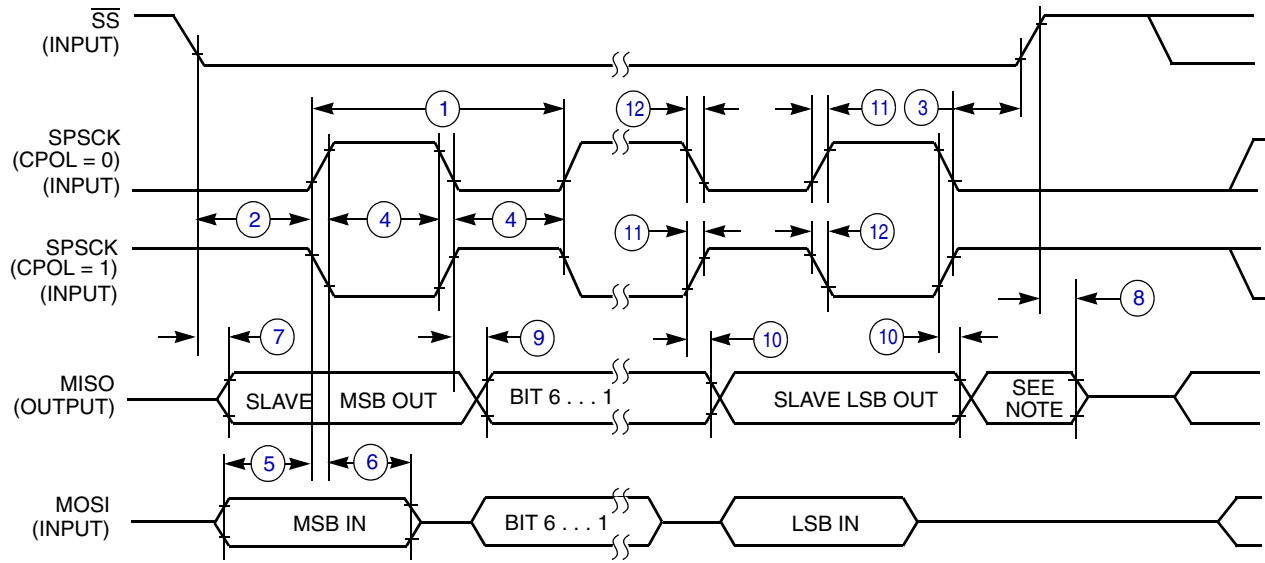 SS
(INPUT)
1
12
11
3
SPSCK
(CPOL = 0)
(INPUT)
2
4
4
11
12
SPSCK
(CPOL = 1)
(INPUT)
8
7
9
10
10
MISO
(OUTPUT)
SLAVE
MSB OUT
BIT 6 . . . 1
SLAVE LSB OUT
SEE
NOTE
5
6
MOSI
(INPUT)
MSB IN
BIT 6 . . . 1
LSB IN